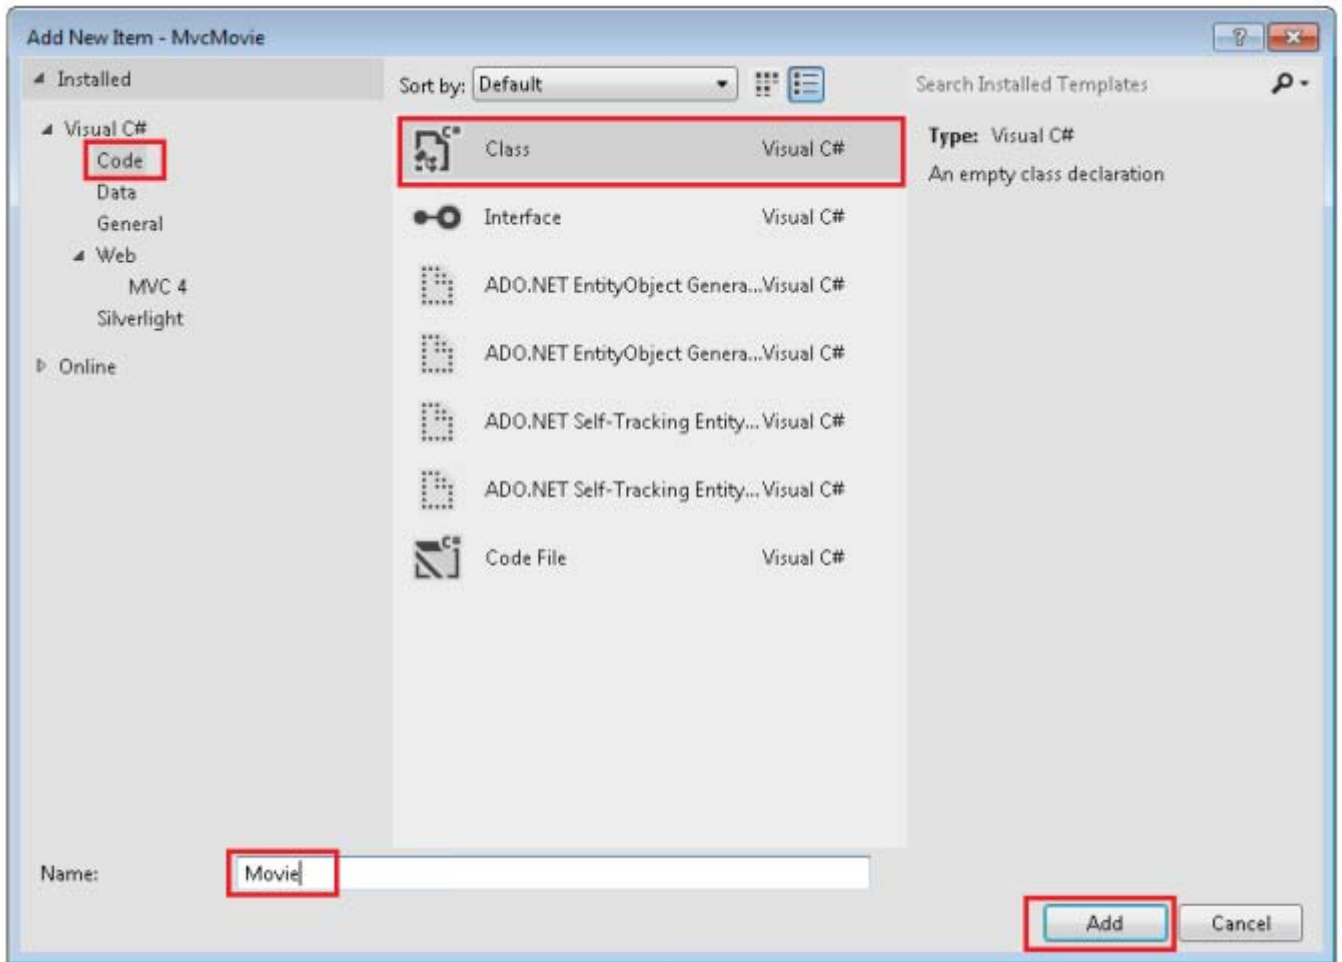 Add New Item - MvcMovie
Installed
Visual C#
Code
Data
General
Web
MVC 4
Silverlight
Online
Sort by: Default
Class Visual C#
Interface Visual C#
ADO.NET EntityObject Genera...Visual C#
ADO.NET EntityObject Genera...Visual C#
ADO.NET Self-Tracking Entity... Visual C#
ADO.NET Self-Tracking Entity... Visual C#
Code File Visual C#
Search Installed Templates
Type: Visual C#
An empty class declaration
Name: Movie
Add Cancel